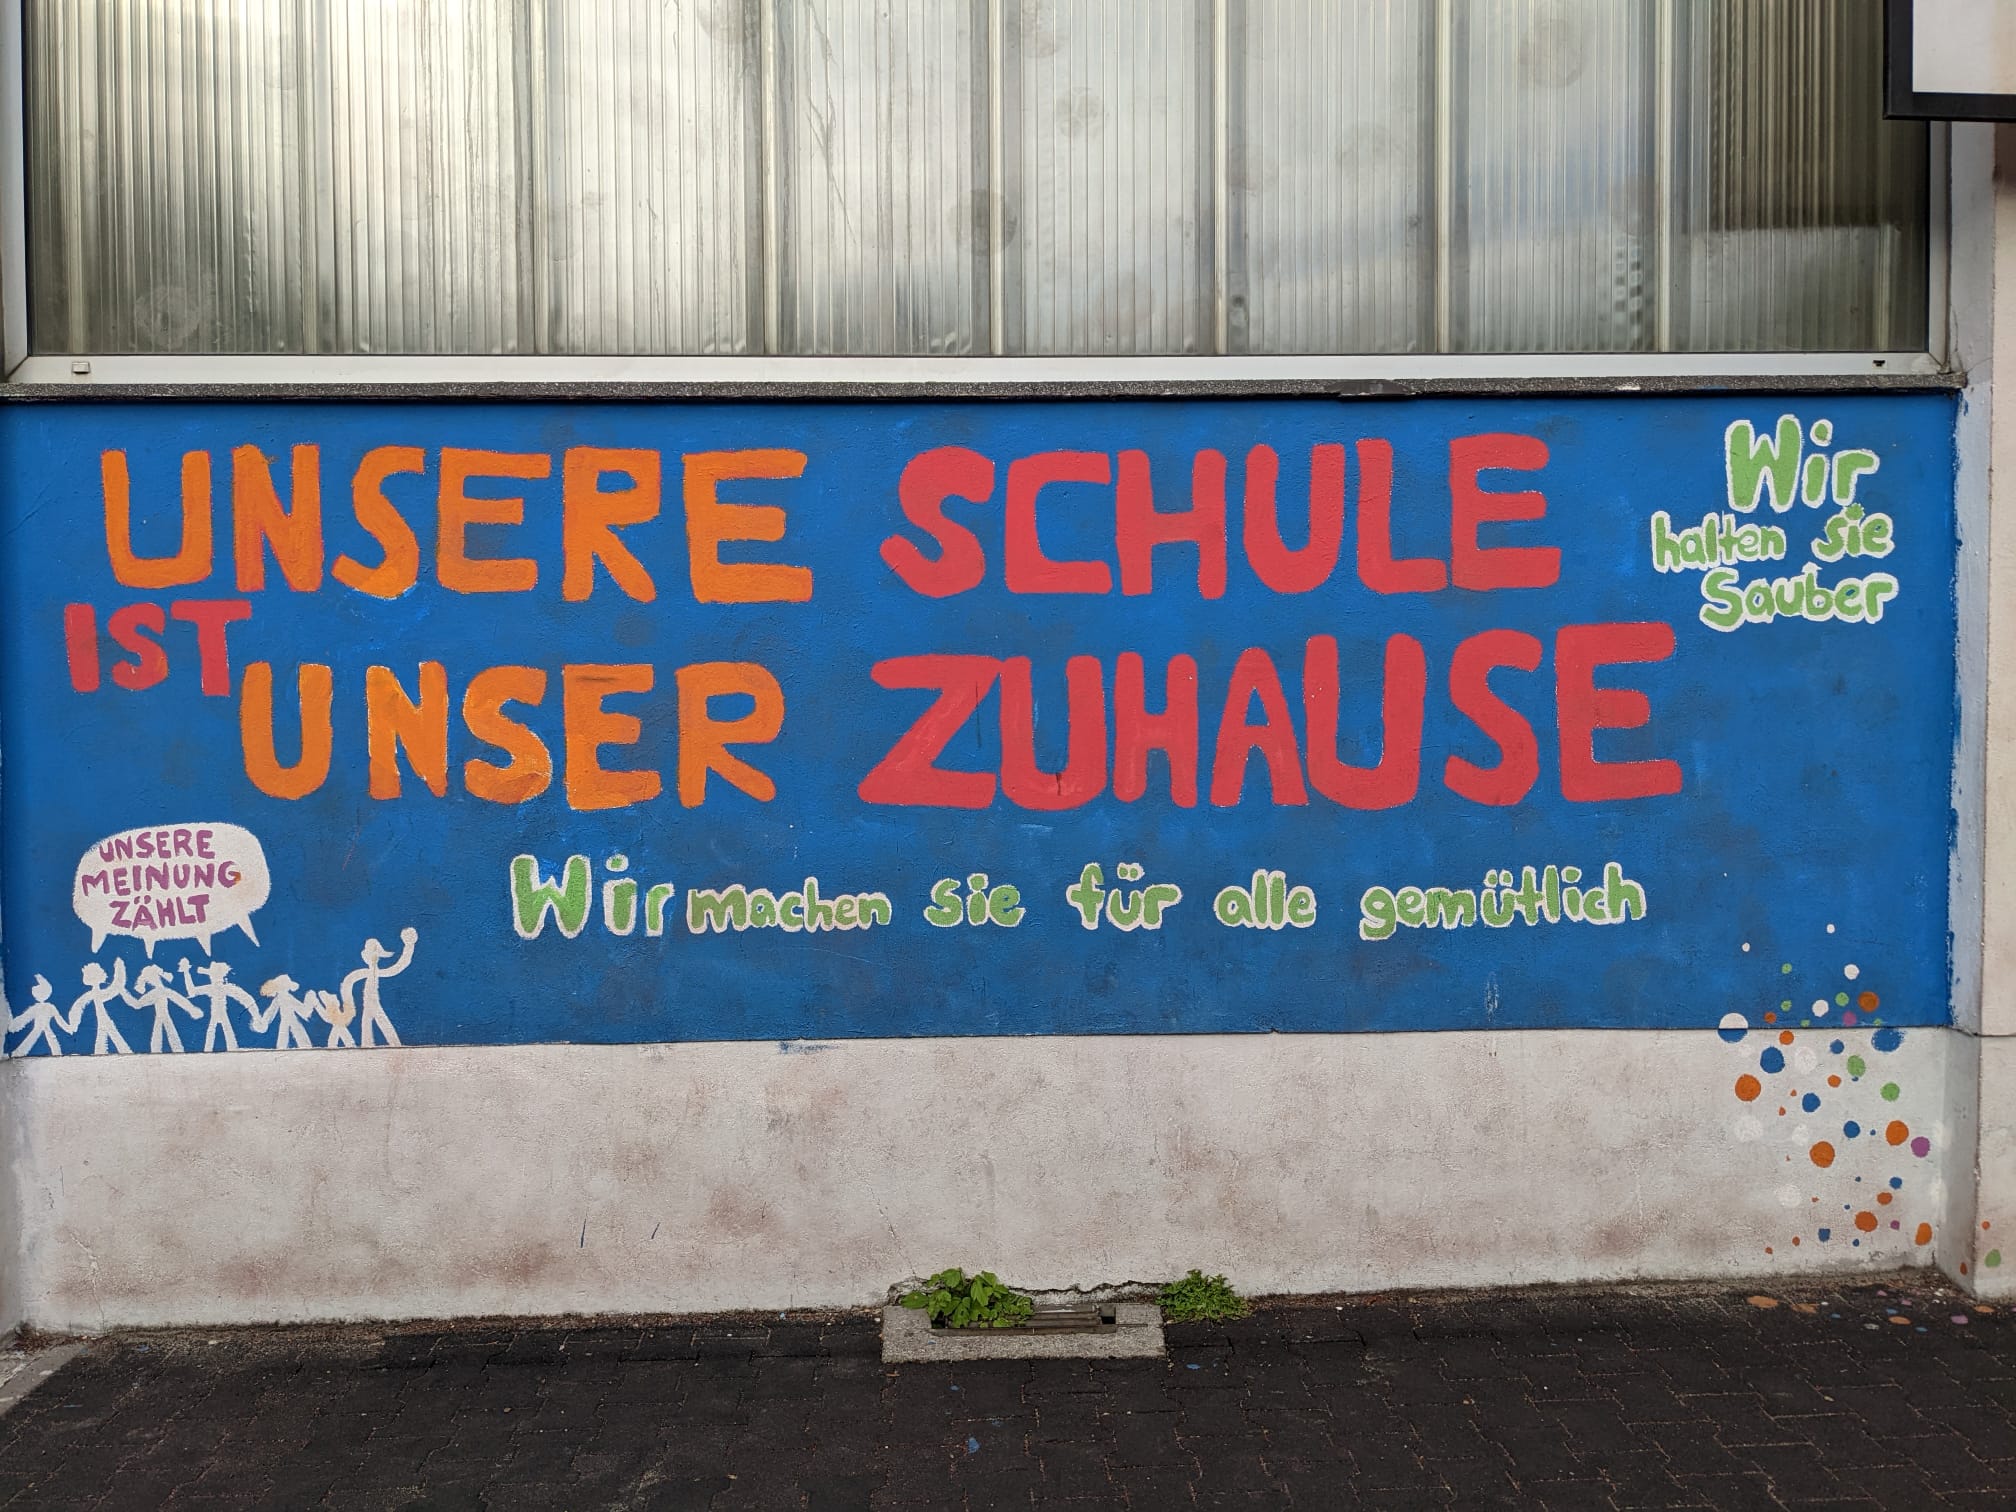 UNSERE SCHULE
IST
UNSER ZUHAUSE
Wir
halten sie
Sauber
UNSERE
MEINUNG
ZÄHLT
Wir machen sie für alle gemütlich